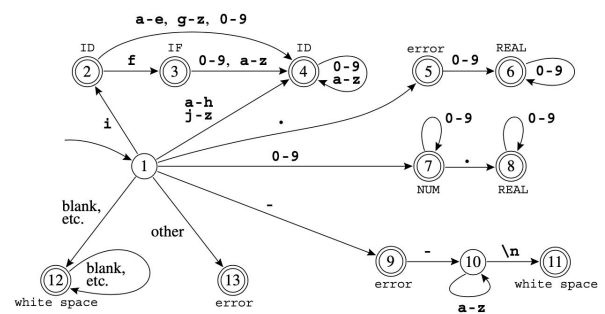 a-e, g-z, 0-9
ID
IF
ID
error
REAL
2
f
3
0-9, a-z
4
0-9
a-z
5
0-9
6
0-9
i
a-h
j-z
.
0-9
0-9
1
0-9
7
.
8
NUM
REAL
blank,
etc.
other
-
12
blank,
etc.
13
9
-
10
\n
11
white space
error
error
white space
a-z